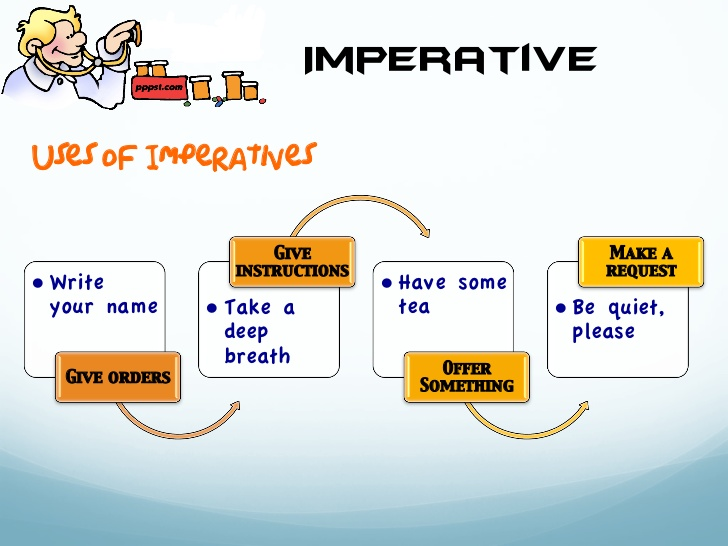 IMPERATIVE
pppst.com
Uses of Imperatives
• Write
your name
Give orders
Give
instructions
• Take a
deep
breath
• Have some
tea
Offer
Something
Make a
request
• Be quiet,
please